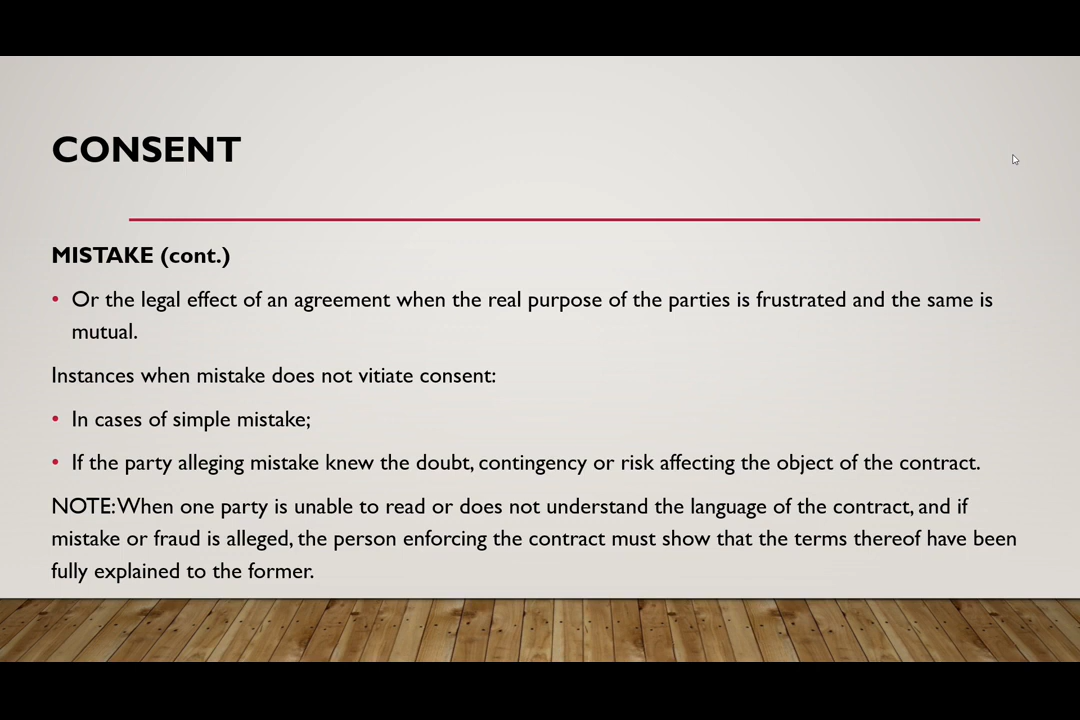 CONSENT
MISTAKE (cont.)
• Or the legal effect of an agreement when the real purpose of the parties is frustrated and the same is
mutual.
Instances when mistake does not vitiate consent:
• In cases of simple mistake;
• If the party alleging mistake knew the doubt, contingency or risk affecting the object of the contract.
NOTE: When one party is unable to read or does not understand the language of the contract, and if
mistake or fraud is alleged, the person enforcing the contract must show that the terms thereof have been
fully explained to the former.